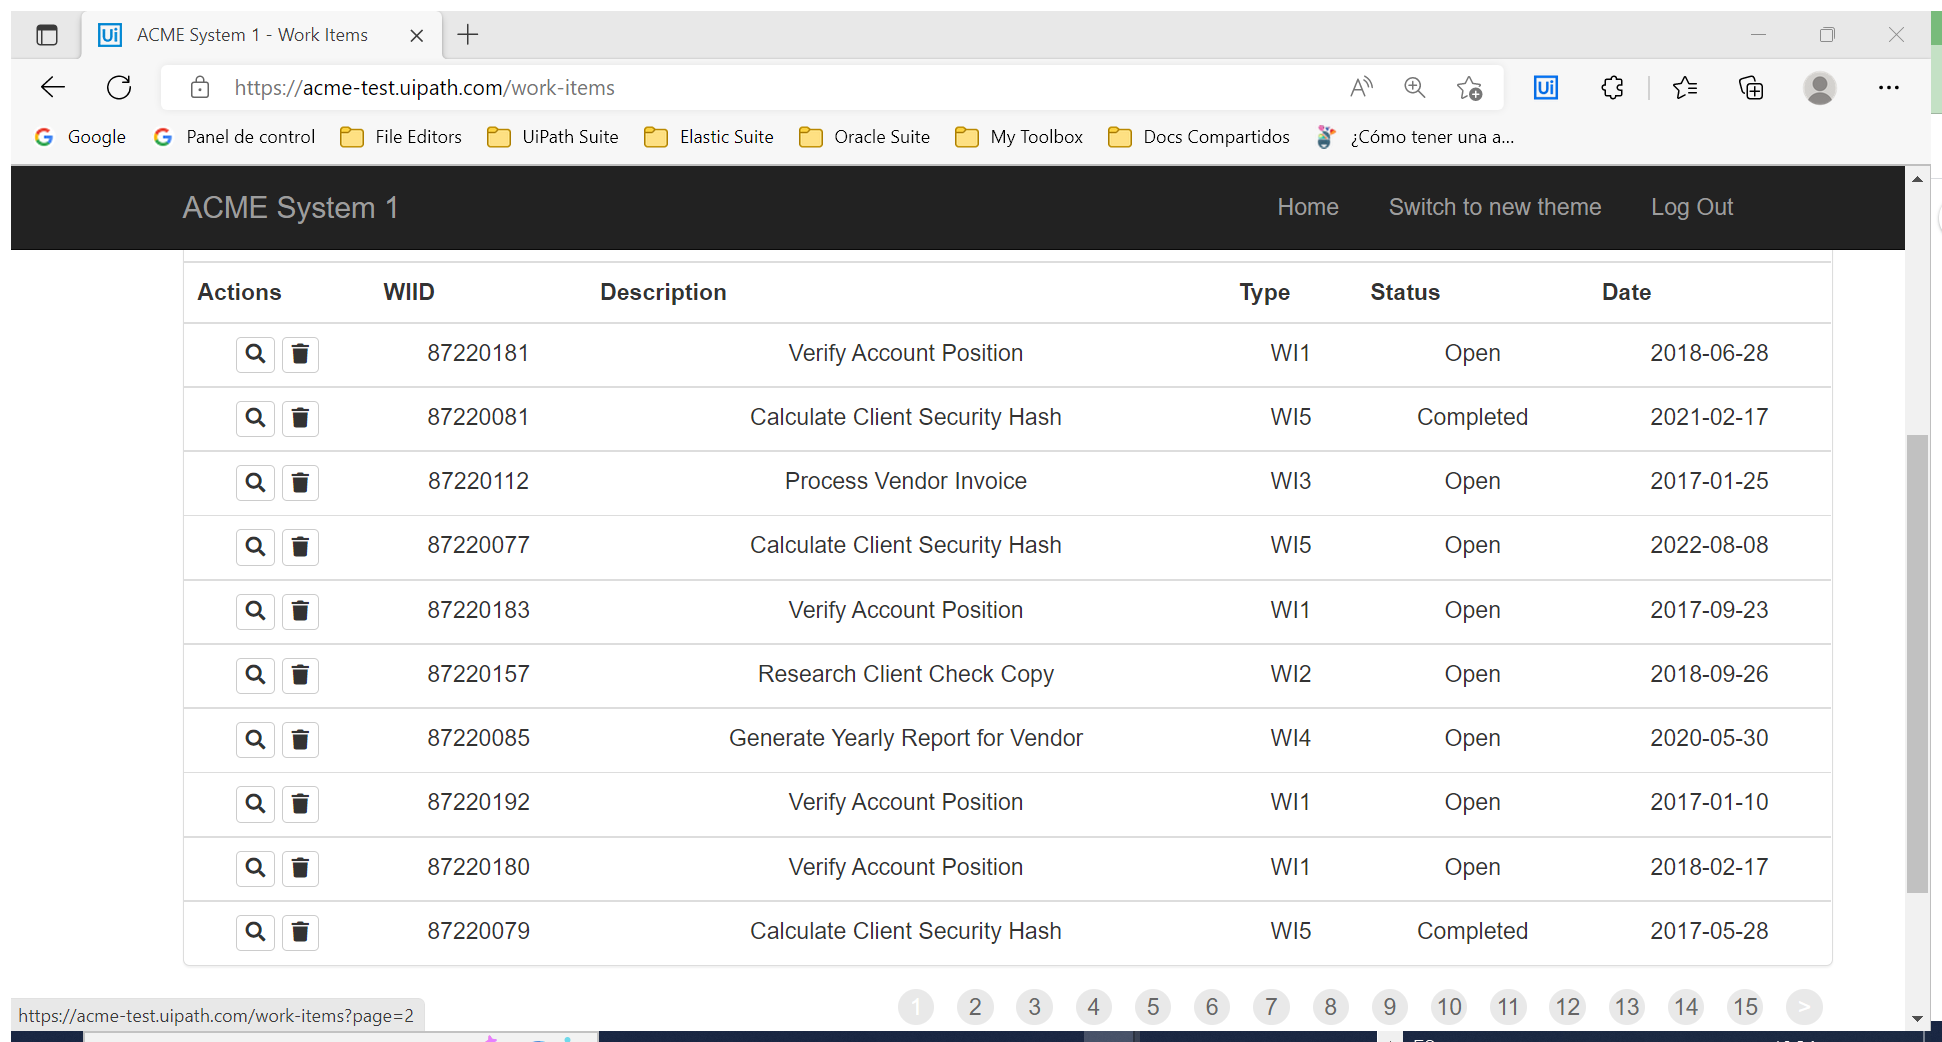 Ui ACME System 1 - Work Items
https://acme-test.uipath.com/work-items A Ui
Google Panel de control File Editors UiPath Suite Elastic Suite Oracle Suite My Toolbox Docs Compartidos ¿Cómo tener una a...
ACME System 1 Home Switch to new theme Log Out
Actions WIID Description Type Status Date
87220181 Verify Account Position WI1 Open 2018-06-28
87220081 Calculate Client Security Hash WI5 Completed 2021-02-17
87220112 Process Vendor Invoice WI3 Open 2017-01-25
87220077 Calculate Client Security Hash WI5 Open 2022-08-08
87220183 Verify Account Position WI1 Open 2017-09-23
87220157 Research Client Check Copy WI2 Open 2018-09-26
87220085 Generate Yearly Report for Vendor WI4 Open 2020-05-30
87220192 Verify Account Position WI1 Open 2017-01-10
87220180 Verify Account Position WI1 Open 2018-02-17
87220079 Calculate Client Security Hash WI5 Completed 2017-05-28
1 2 3 4 5 6 7 8 9 10 11 12 13 14 15 >
https://acme-test.uipath.com/work-items?page=2